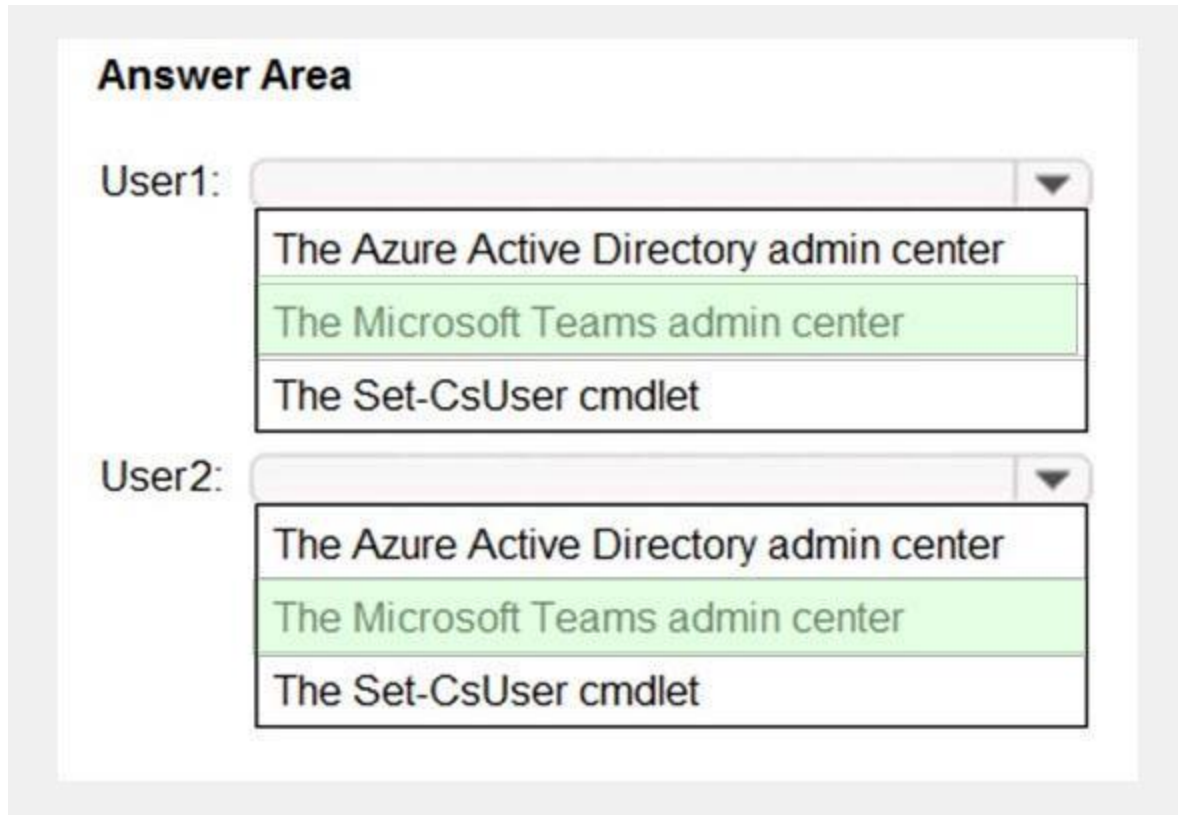 Answer Area
User1:
The Azure Active Directory admin center
The Microsoft Teams admin center
The Set-CsUser cmdlet
User2:
The Azure Active Directory admin center
The Microsoft Teams admin center
The Set-CsUser cmdlet